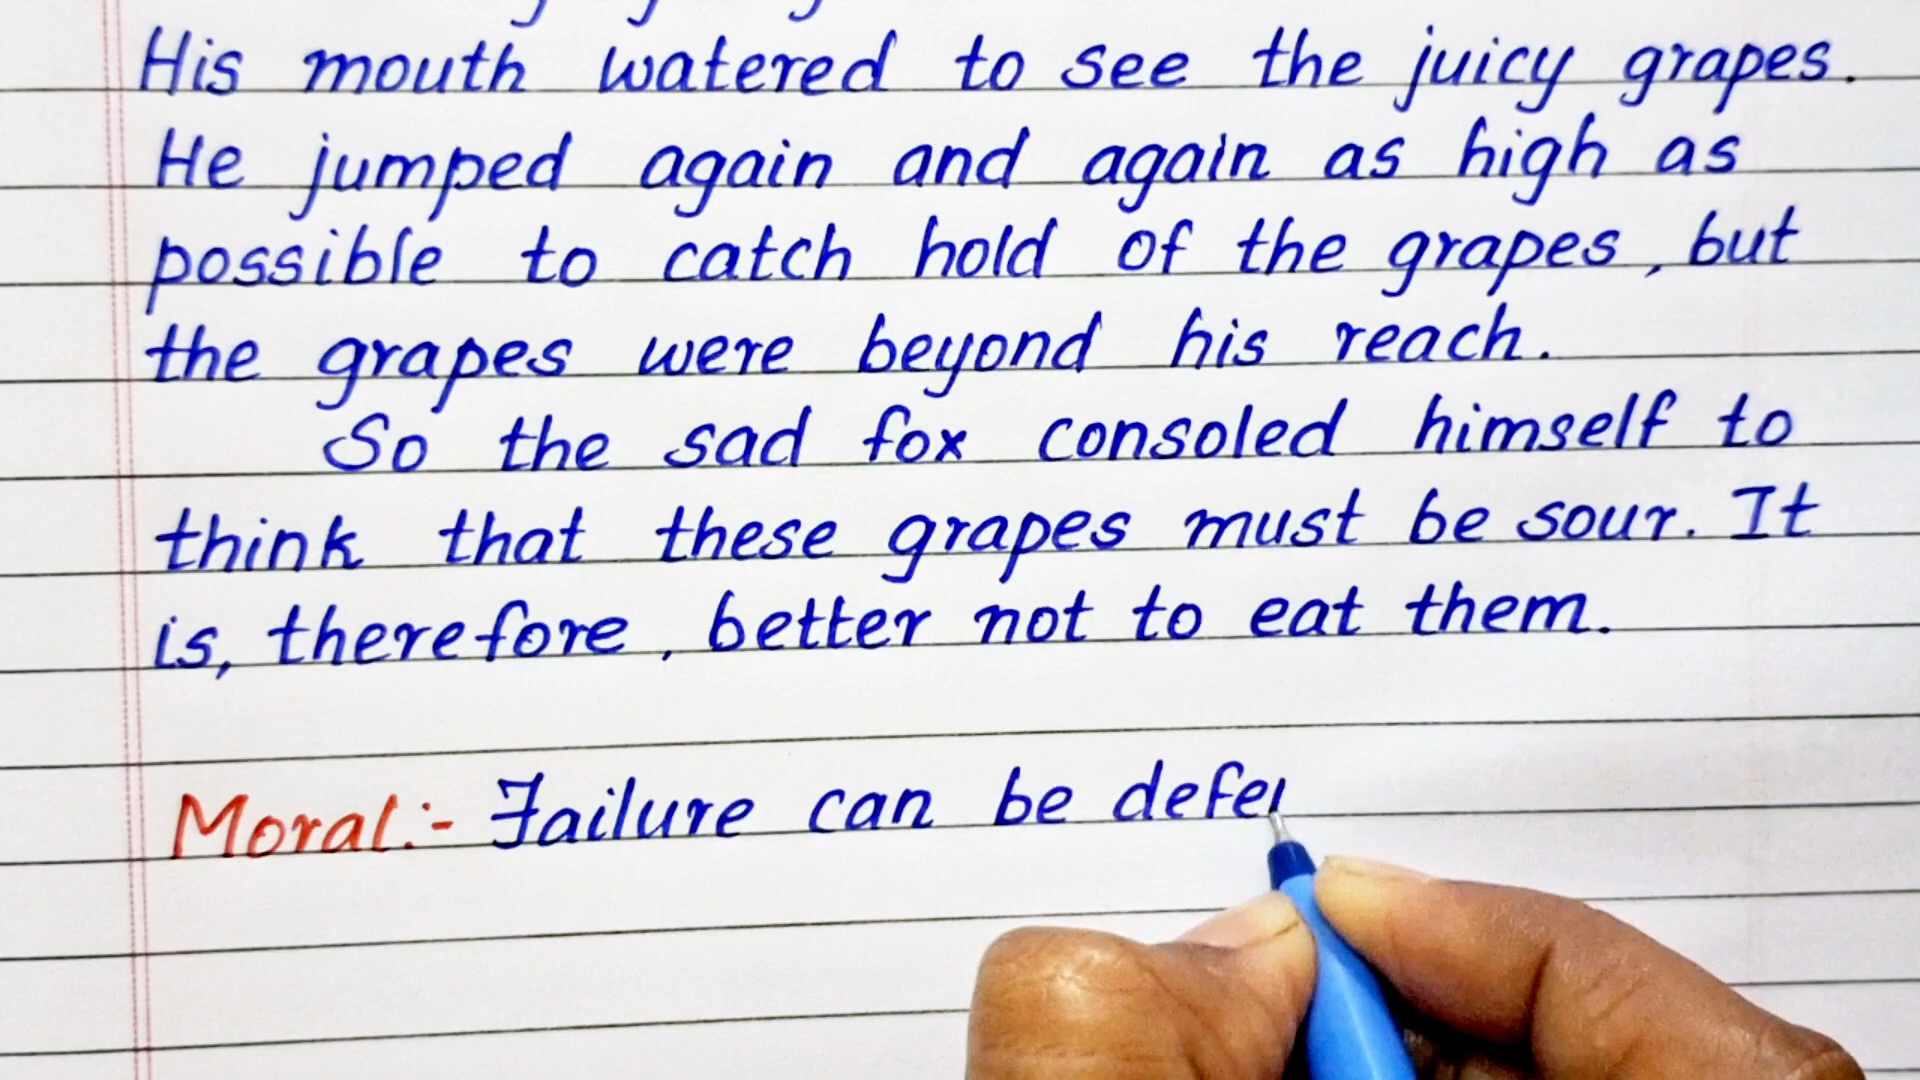 His mouth watered to see the juicy grapes.
He jumped again and again as high as
possible to catch hold of the grapes, but
the grapes were beyond his reach.
So the sad fox consoled himself to
think that these grapes must be sour. It
is, therefore, better not to eat them.
Moral:- Failure can be